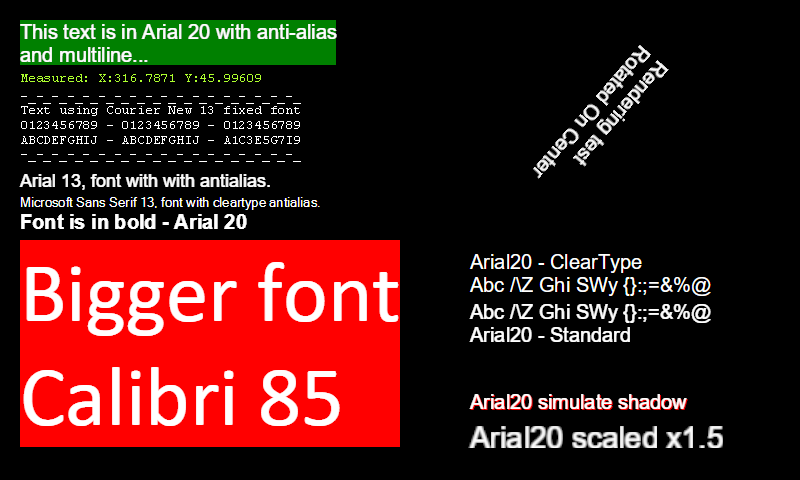 This text is in Arial 20 with anti-alias
and multiline...
Measured: X:316.7871 Y:45.99609
-_-_-_-_-_-_-_-_-_-_-_-_-_-_-_-_-_-_-_
Text using Courier New 13 fixed font
0123456789 - 0123456789 - 0123456789
ABCDEFGHIJ - ABCDEFGHIJ - A1C3E5G7I9
-_-_-_-_-_-_-_-_-_-_-_-_-_-_-_-_-_-_-_
Arial 13, font with with antialias.
Microsoft Sans Serif 13, font with cleartype antialias.
Font is in bold - Arial 20
Bigger font
Calibri 85
Rendering test
Rotated On Center
Arial20 - ClearType
Abc /\Z Ghi SWy {}:;=&%@
Abc /\Z Ghi SWy {}:;=&%@
Arial20 - Standard
Arial20 simulate shadow
Arial20 scaled x1.5